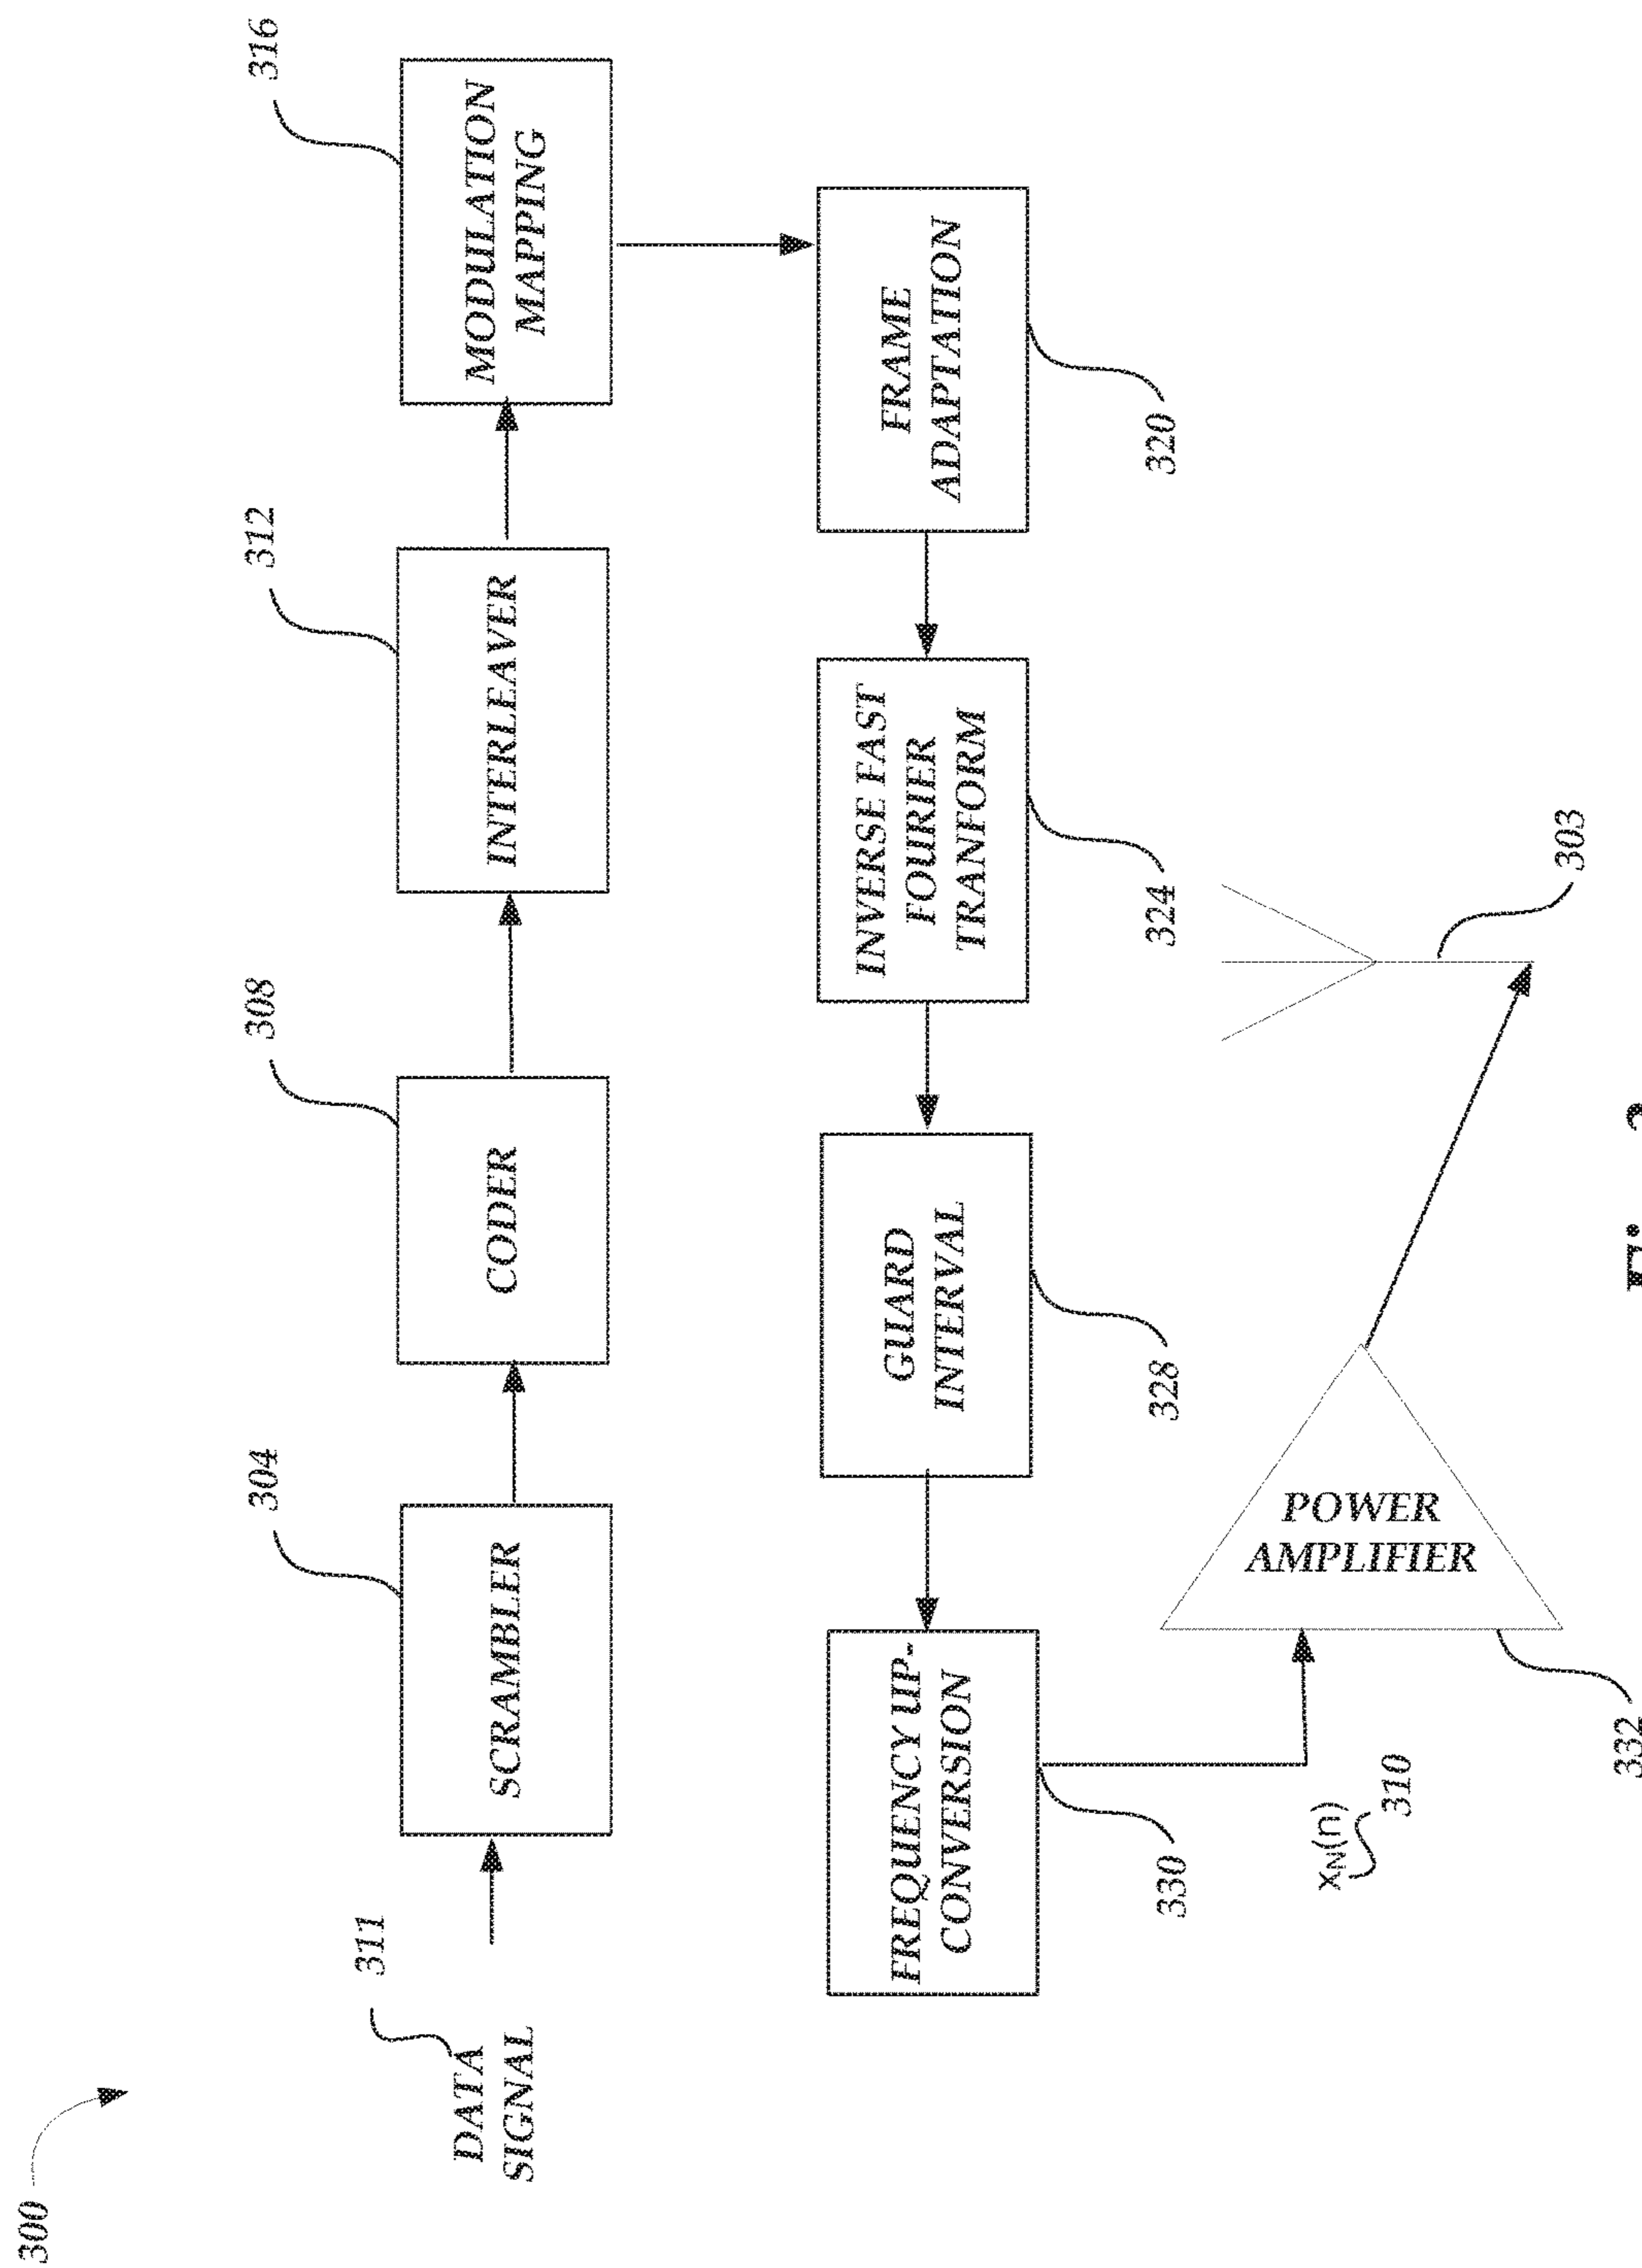 300
DATA
SIGNAL
311
SCRAMBLER
304
CODER
308
INTERLEAVER
312
MODULATION
MAPPING
316
FRAME
ADAPTATION
320
INVERSE FAST
FOURIER
TRANFORM
324
GUARD
INTERVAL
328
FREQUENCY UP-
CONVERSION
330
xN(n)
310
POWER
AMPLIFIER
332
303